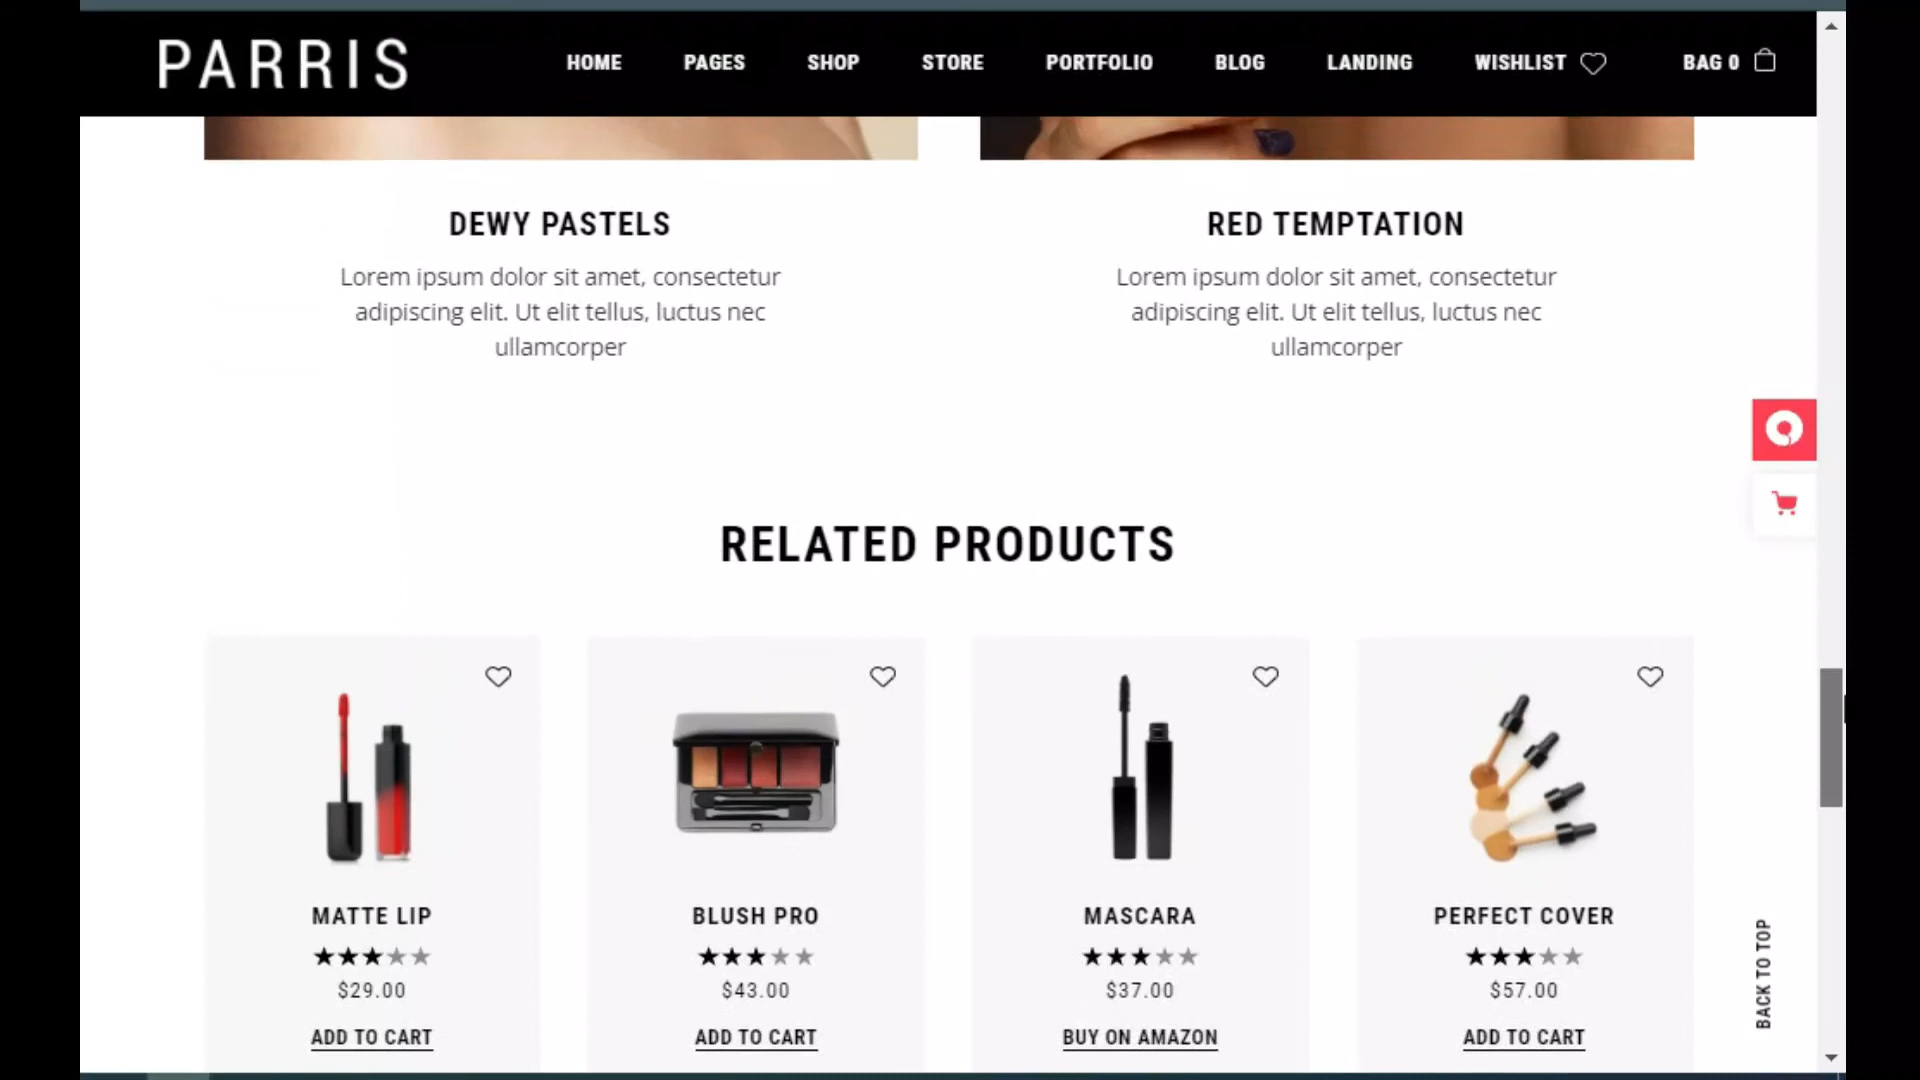 PARRIS
HOME PAGES SHOP STORE PORTFOLIO BLOG LANDING WISHLIST BAG 0
DEWY PASTELS
Lorem ipsum dolor sit amet, consectetur
adipiscing elit. Ut elit tellus, luctus nec
ullamcorper
RED TEMPTATION
Lorem ipsum dolor sit amet, consectetur
adipiscing elit. Ut elit tellus, luctus nec
ullamcorper
RELATED PRODUCTS
MATTE LIP
$29.00
ADD TO CART
BLUSH PRO
$43.00
ADD TO CART
MASCARA
$37.00
BUY ON AMAZON
PERFECT COVER
$57.00
ADD TO CART
BACK TO TOP